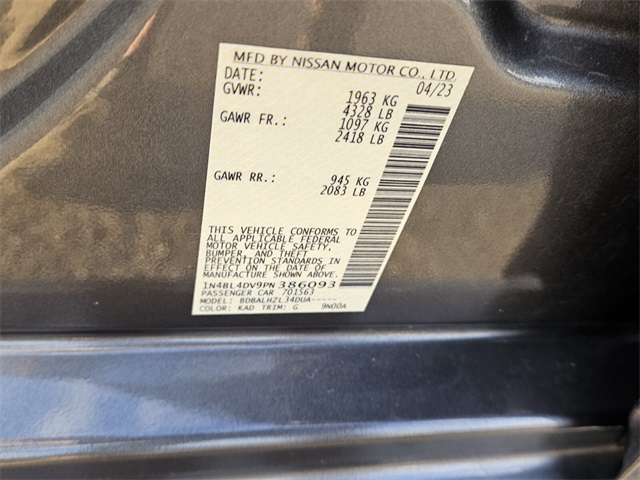 MFD BY NISSAN MOTOR CO., LTD.
DATE: 04/23
GVWR: 1963 KG
4328 LB
GAWR FR.: 1097 KG
2418 LB
GAWR RR.: 945 KG
2083 LB
THIS VEHICLE CONFORMS TO
ALL APPLICABLE FEDERAL
MOTOR VEHICLE SAFETY,
BUMPER, AND THEFT
PREVENTION STANDARDS IN
EFFECT ON THE DATE OF
MANUFACTURE SHOWN ABOVE.
1N4BL4DV9PN386093
PASSENGER CAR 701563
MODEL: BDBALHZL34DUA-----
COLOR: KAD TRIM: G 9N00A